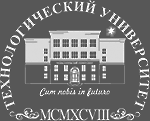 ТЕХНОЛОГИЧЕСКИЙ УНИВЕРСИТЕТ
Cum nobis in futuro
MCMXCVIII